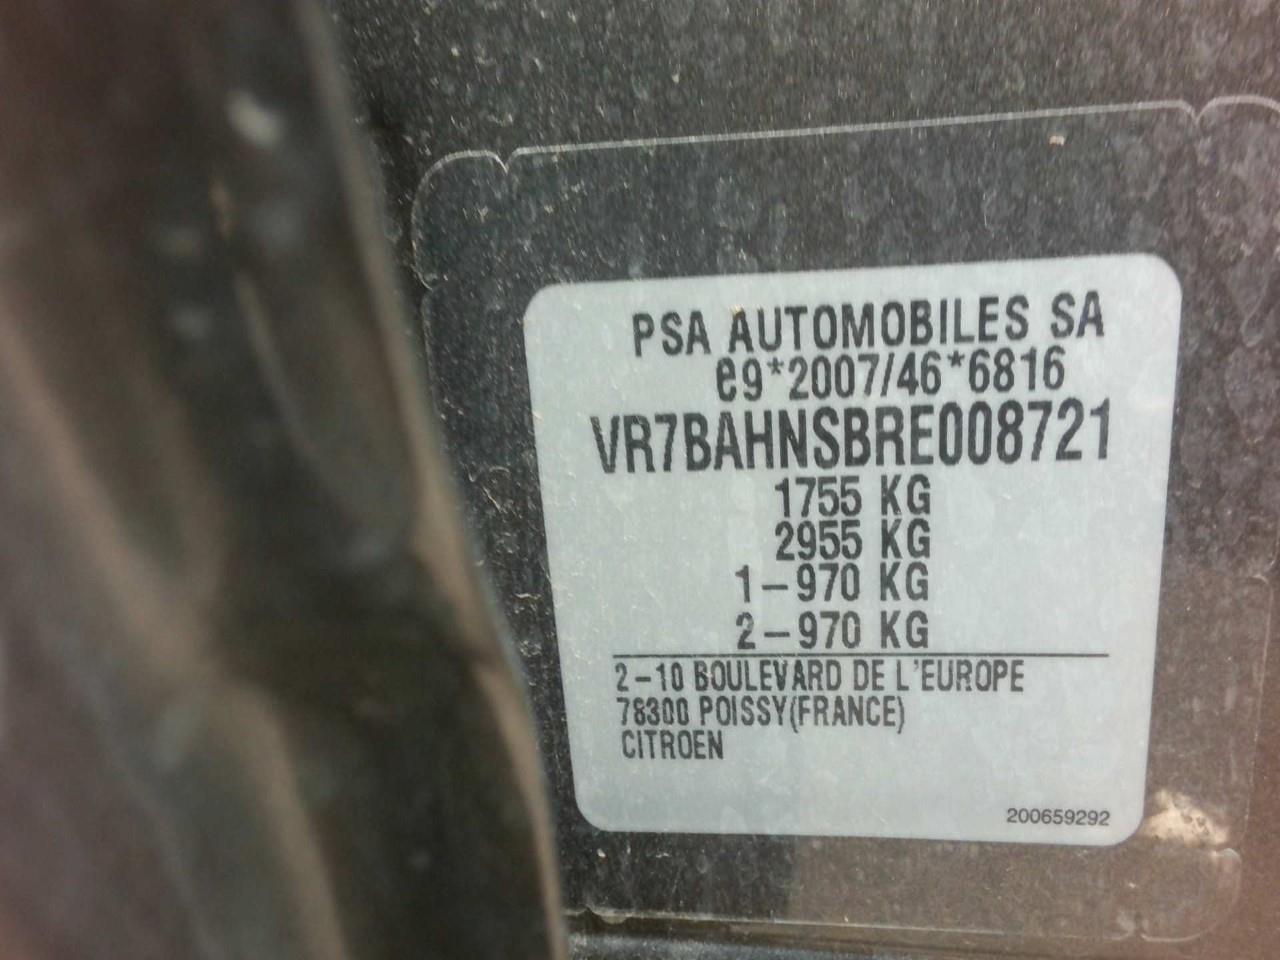 PSA AUTOMOBILES SA
e9*2007/46*6816
VR7BAHNSBRE008721
1755 KG
2955 KG
1-970 KG
2-970 KG
2-10 BOULEVARD DE L'EUROPE
78300 POISSY(FRANCE)
CITROEN
200659292